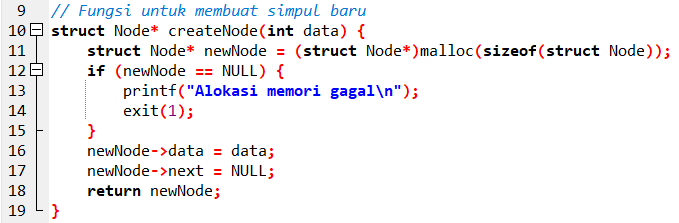 9 // Fungsi untuk membuat simpul baru
10 struct Node* createNode(int data) {
11 struct Node* newNode = (struct Node*)malloc(sizeof(struct Node));
12 if (newNode == NULL) {
13 printf("Alokasi memori gagal\n");
14 exit(1);
15 }
16 newNode->data = data;
17 newNode->next = NULL;
18 return newNode;
19 }